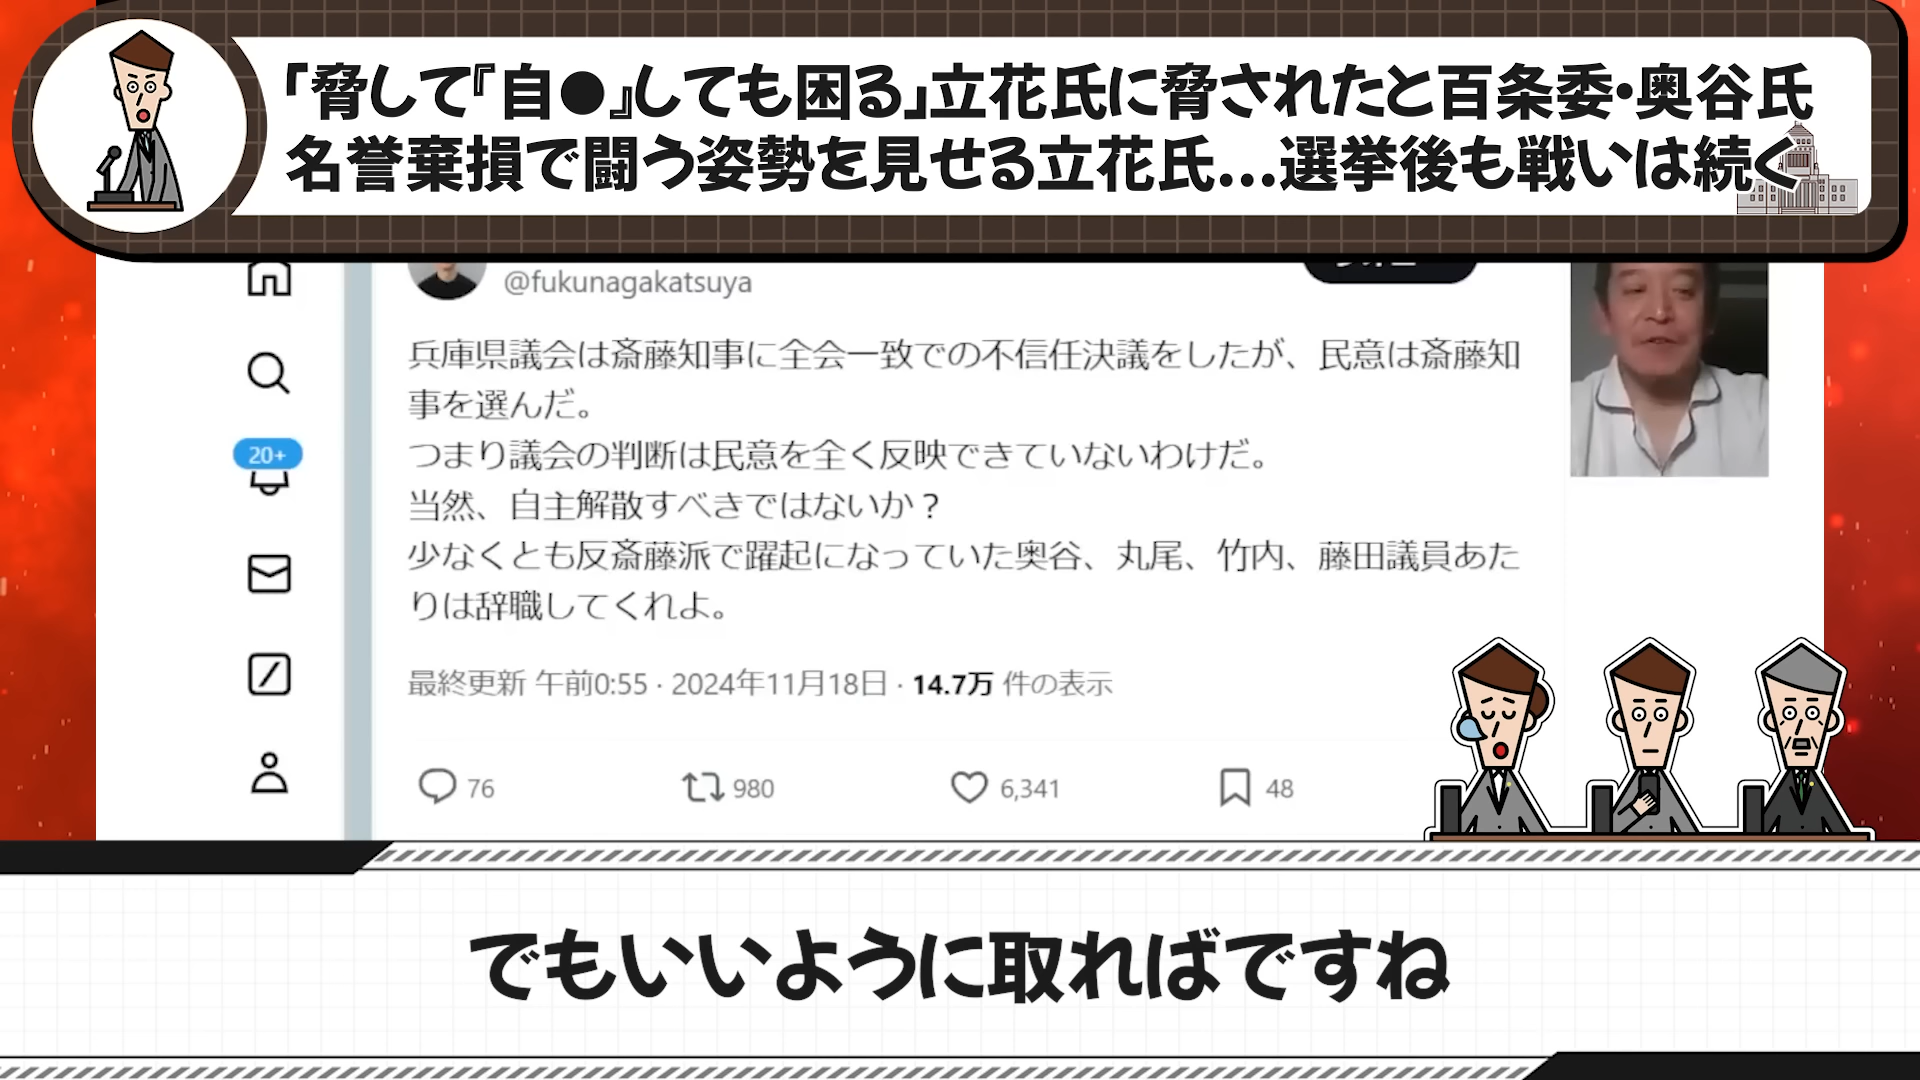 「脅して『自●』しても困る」立花氏に脅されたと百条委・奥谷氏
名誉棄損で闘う姿勢を見せる立花氏…選挙後も戦いは続く
@fukunagakatsuya
兵庫県議会は斎藤知事に全会一致での不信任決議をしたが、民意は斎藤知
事を選んだ。
つまり議会の判断は民意を全く反映できていないわけだ。
当然、自主解散すべきではないか？
少なくとも反斎藤派で躍起になっていた奥谷、丸尾、竹内、藤田議員あた
りは辞職してくれよ。
20+
最終更新 午前0:55 · 2024年11月18日 · 14.7万 件の表示
76 980 6,341 48
でもいいように取ればですね